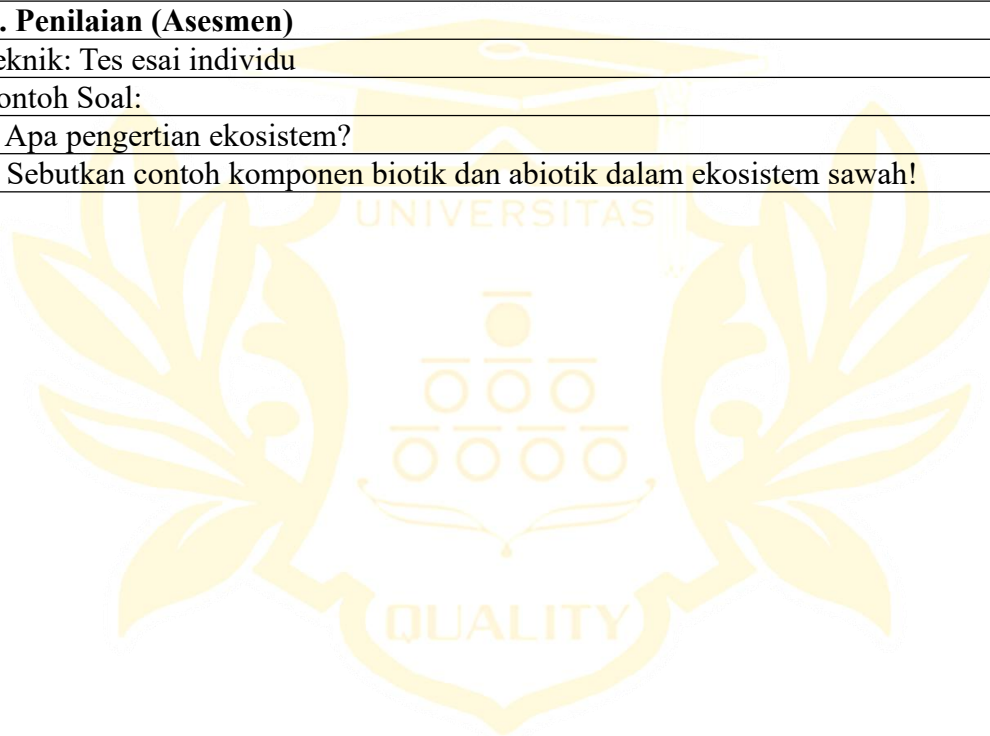 . Penilaian (Asesmen)
eknik: Tes esai individu
ontoh Soal:
Apa pengertian ekosistem?
Sebutkan contoh komponen biotik dan abiotik dalam ekosistem sawah!
UNIVERSITAS
QUALITY